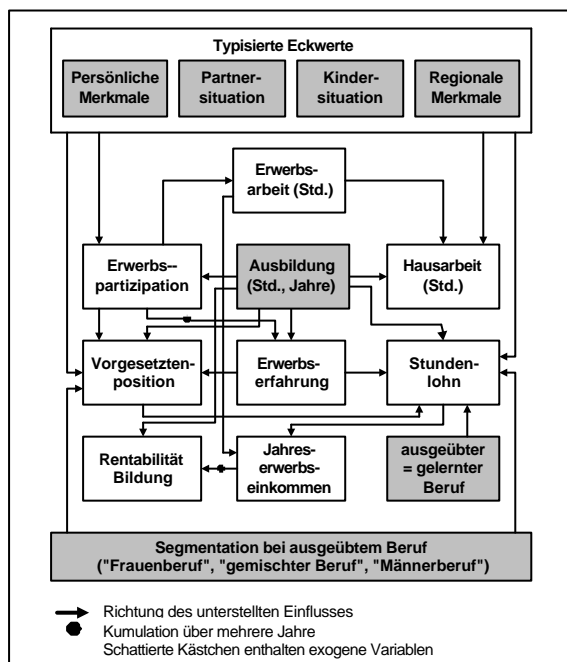 Typisierte Eckwerte
Persönliche
Merkmale
Partner-
situation
Kinder-
situation
Regionale
Merkmale
Erwerbs-
arbeit (Std.)
Erwerbs--
partizipation
Ausbildung
(Std., Jahre)
Hausarbeit
(Std.)
Vorgesetzten-
position
Erwerbs-
erfahrung
Stunden-
lohn
Rentabilität
Bildung
Jahres-
erwerbs-
einkommen
ausgeübter
= gelernter
Beruf
Segmentation bei ausgeübtem Beruf
("Frauenberuf", "gemischter Beruf", "Männerberuf")
Richtung des unterstellten Einflusses
Kumulation über mehrere Jahre
Schattierte Kästchen enthalten exogene Variablen